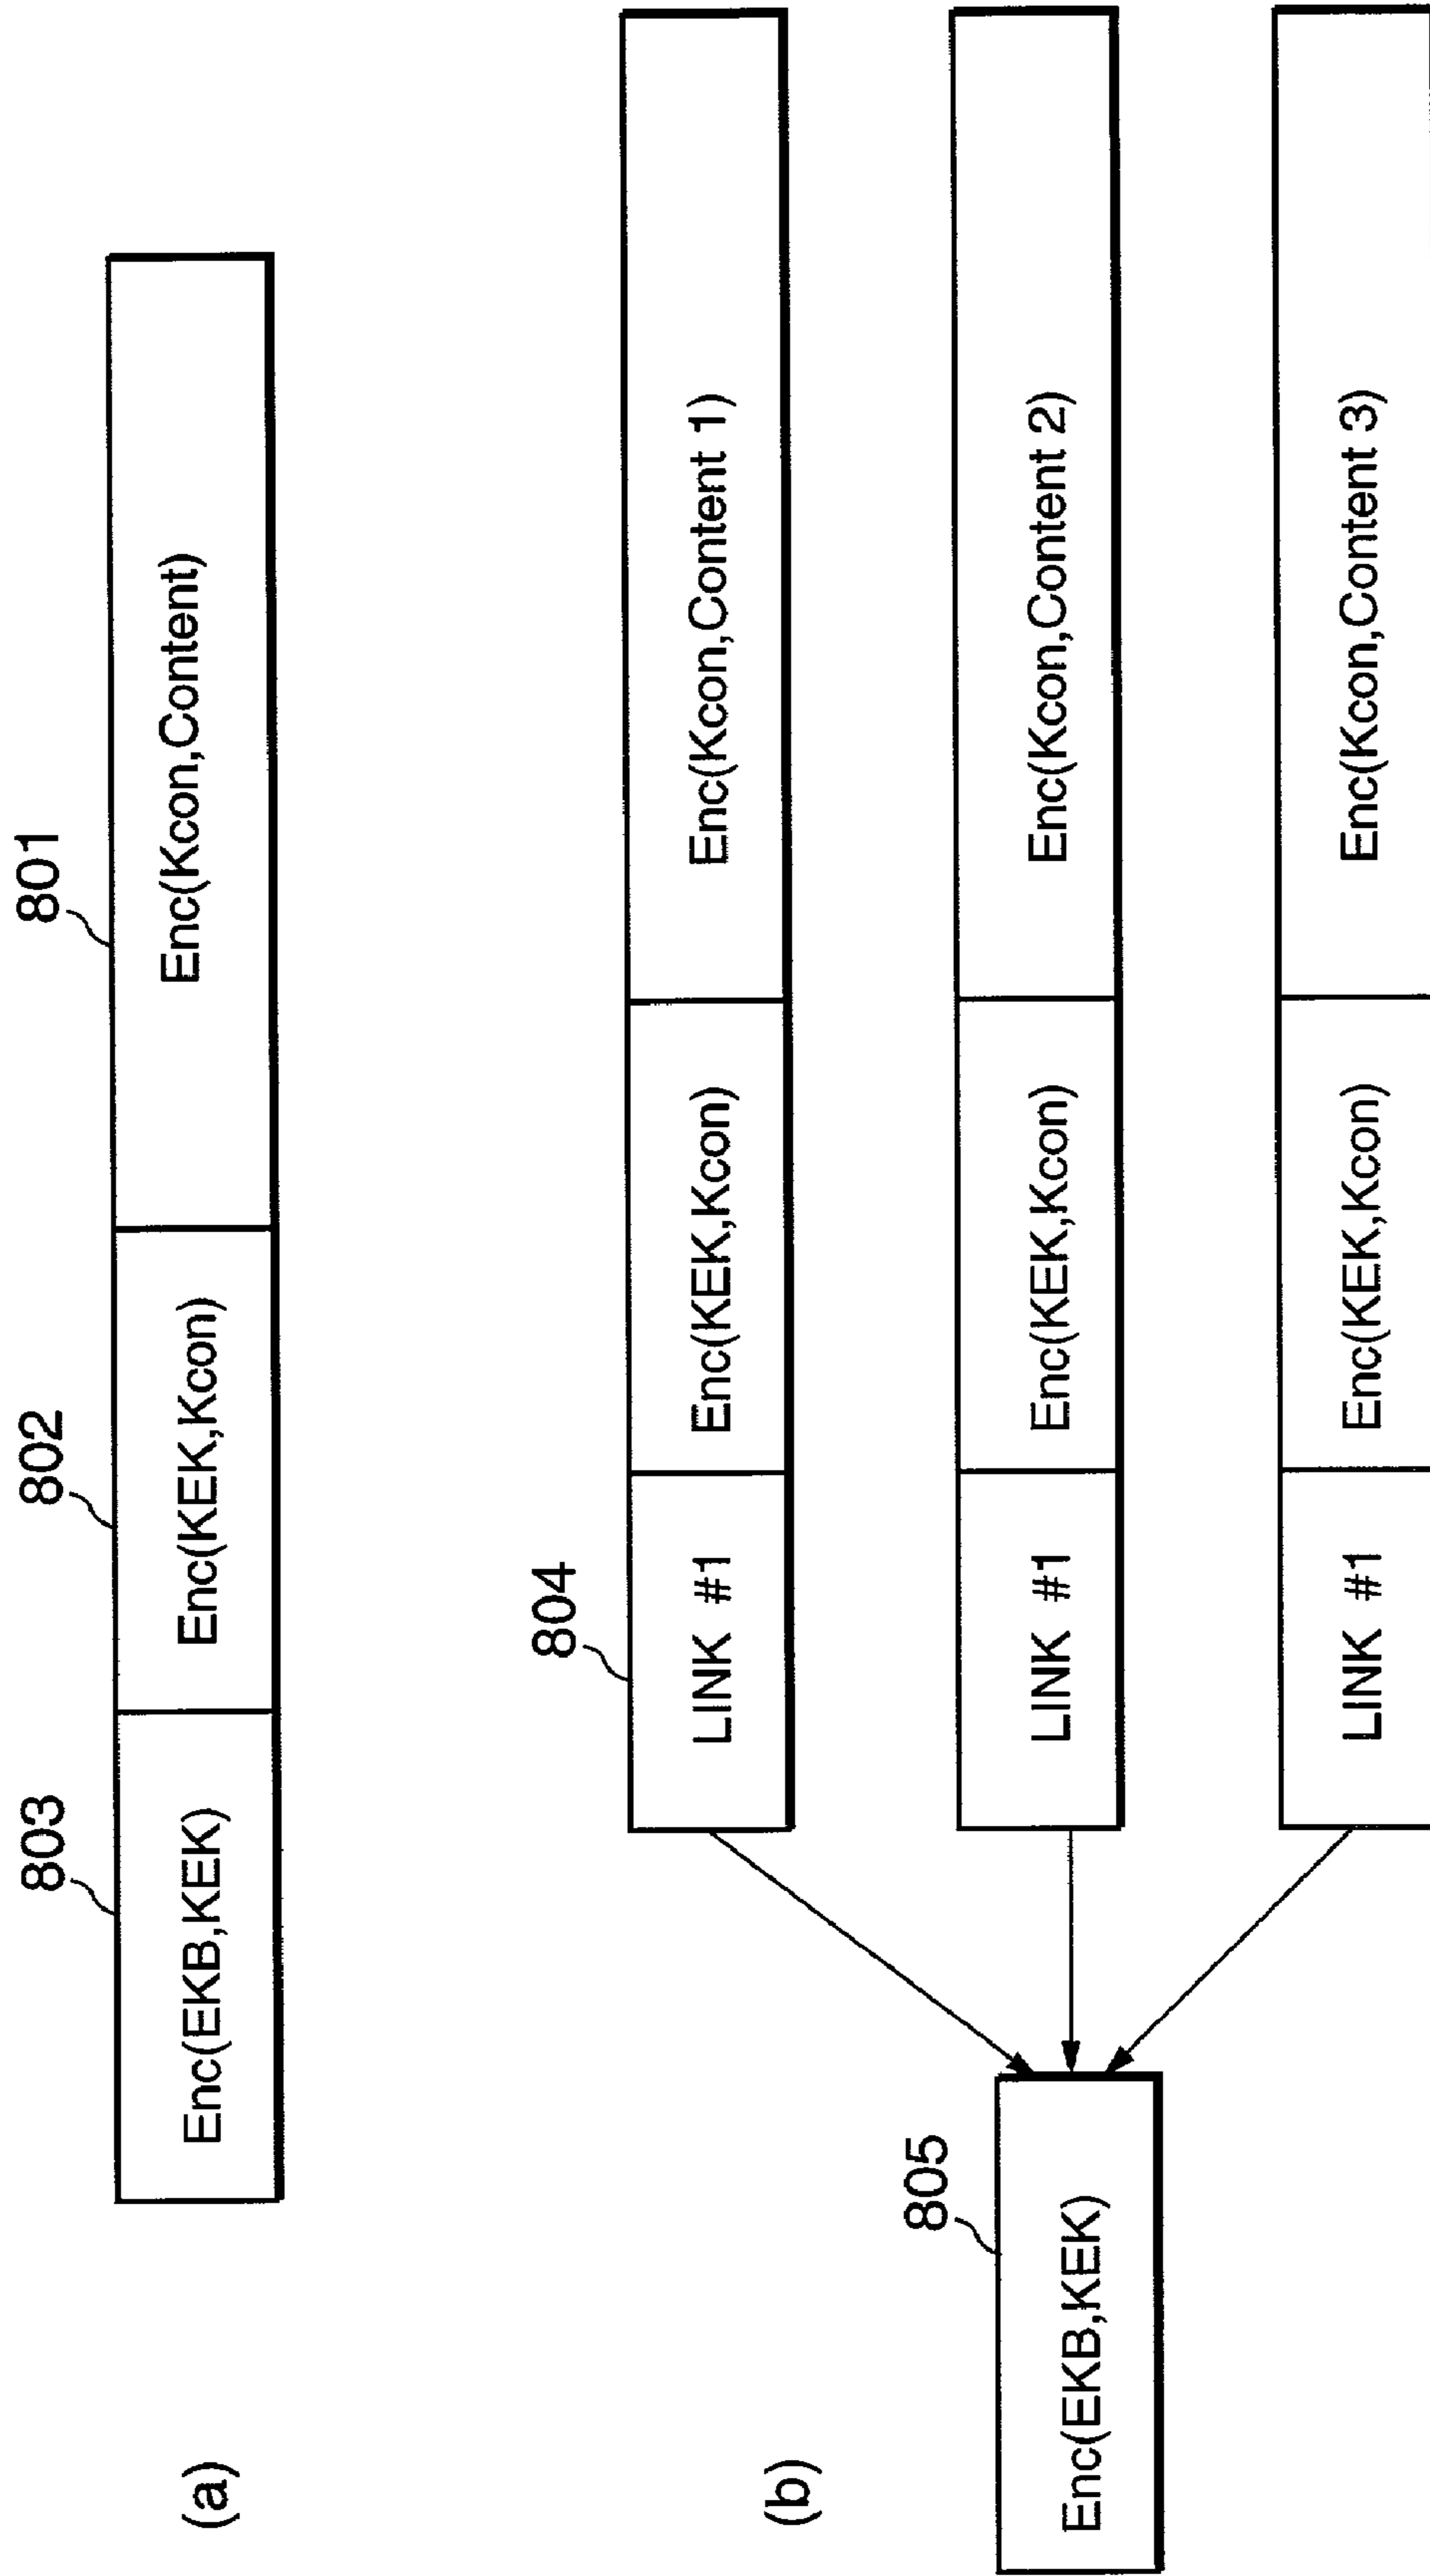 (a)
803
802
801
Enc(EKB,KEK)
Enc(KEK,Kcon)
Enc(Kcon,Content)
(b)
804
LINK #1
Enc(KEK,Kcon)
Enc(Kcon,Content 1)
805
Enc(EKB,KEK)
LINK #1
Enc(KEK,Kcon)
Enc(Kcon,Content 2)
LINK #1
Enc(KEK,Kcon)
Enc(Kcon,Content 3)